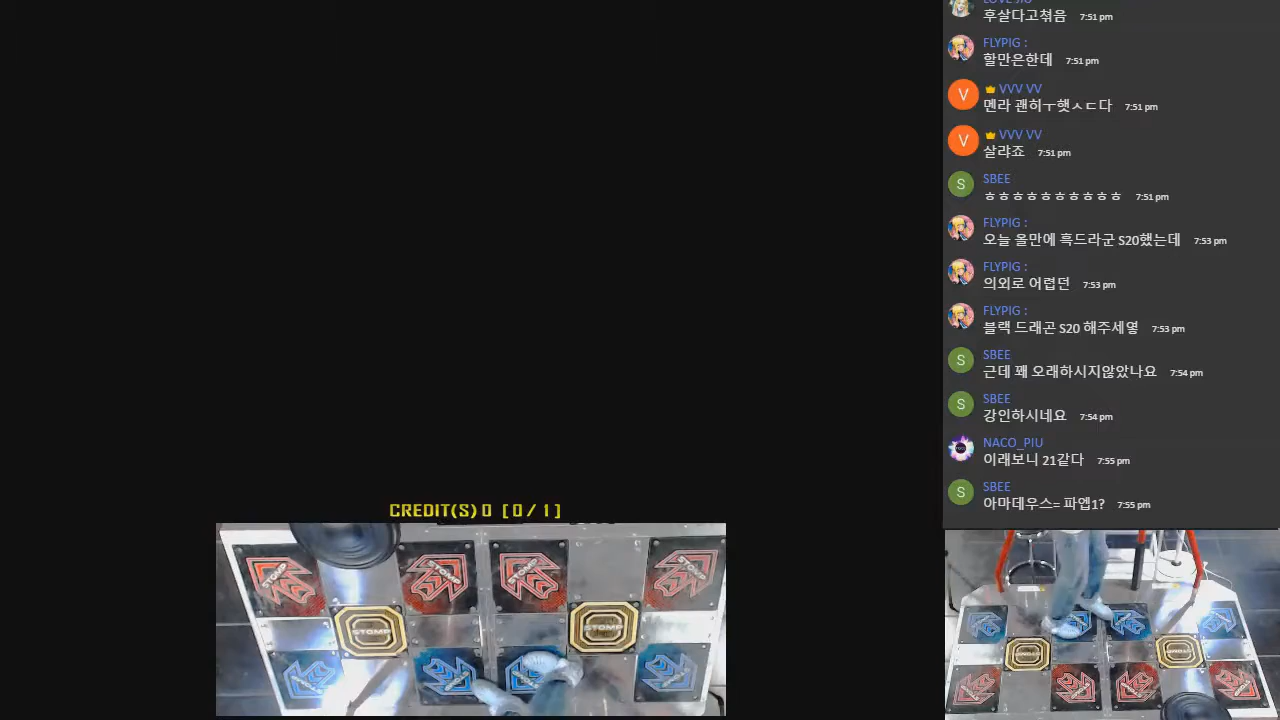 후살다고첚음 7:51 pm
FLYPIG :
할만은한데 7:51 pm
VVV VV
멘라 괜히ㅜ햇ㅅㄷ다 7:51 pm
VVV VV
살랴죠 7:51 pm
SBEE
ㅎㅎㅎㅎㅎㅎㅎㅎㅎㅎ 7:51 pm
FLYPIG :
오늘 올만에 흑드라군 S20했는데 7:53 pm
FLYPIG :
의외로 어렵던 7:53 pm
FLYPIG :
블랙 드래곤 S20 해주세옣 7:53 pm
SBEE
근데 꽤 오래하시지않았나요 7:54 pm
SBEE
강인하시네요 7:54 pm
NACO_PIU
이래보니 21같다 7:55 pm
SBEE
아마데우스= 파엡1? 7:55 pm
CREDIT(S) 0 [0/1]
STOMP
STOMP
STOMP
STOMP
STOMP
STOMP